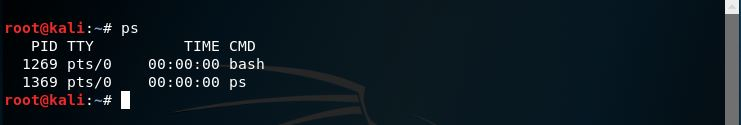 root@kali:~# ps
PID TTY TIME CMD
1269 pts/0 00:00:00 bash
1369 pts/0 00:00:00 ps
root@kali:~#